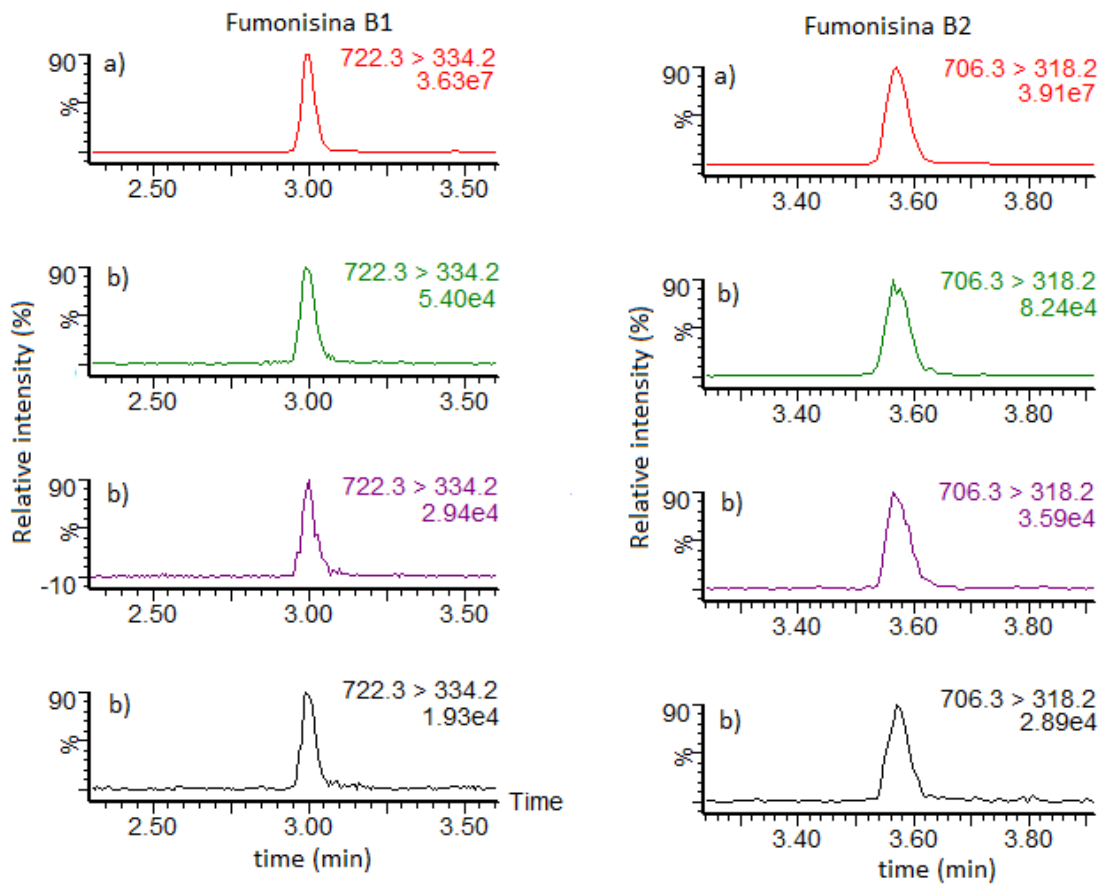 Fumonisina B1
a)
722.3 > 334.2
3.63e7
90
%
2.50 3.00 3.50
b)
722.3 > 334.2
5.40e4
90
%
2.50 3.00 3.50
b)
722.3 > 334.2
2.94e4
90
%
-10
2.50 3.00 3.50
b)
722.3 > 334.2
1.93e4
90
%
Time
2.50 3.00 3.50
time (min)
Relative intensity (%)
Fumonisina B2
a)
706.3 > 318.2
3.91e7
90
%
3.40 3.60 3.80
b)
706.3 > 318.2
8.24e4
90
%
3.40 3.60 3.80
b)
706.3 > 318.2
3.59e4
90
%
3.40 3.60 3.80
b)
706.3 > 318.2
2.89e4
90
%
3.40 3.60 3.80
time (min)
Relative intensity (%)